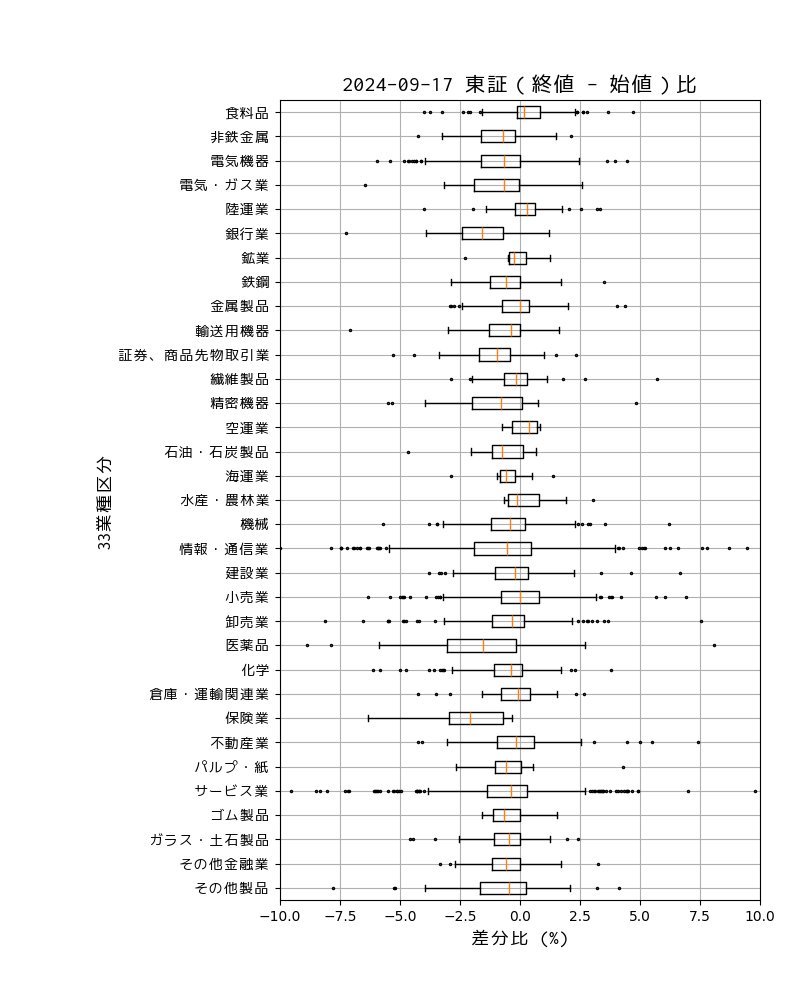 2024-09-17 東証 ( 終値 - 始値 ) 比
食料品
非鉄金属
電気機器
電気・ガス業
陸運業
銀行業
鉱業
鉄鋼
金属製品
輸送用機器
証券、商品先物取引業
繊維製品
精密機器
空運業
石油・石炭製品
海運業
水産・農林業
機械
情報・通信業
建設業
小売業
卸売業
医薬品
化学
倉庫・運輸関連業
保険業
不動産業
パルプ・紙
サービス業
ゴム製品
ガラス・土石製品
その他金融業
その他製品
33業種区分
−10.0 −7.5 −5.0 −2.5 0.0 2.5 5.0 7.5 10.0
差分比 (%)